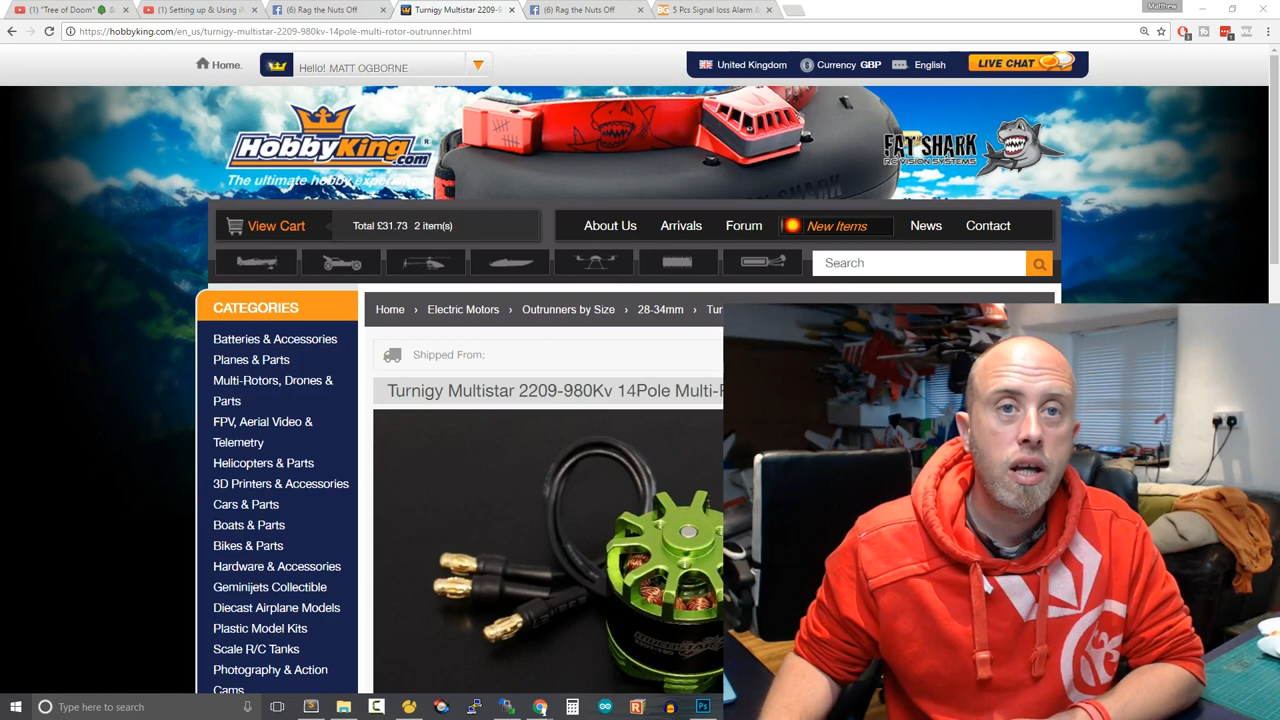 Matthew
(1) "Tree of Doom"
(1) Setting up & Using i
(6) Rag the Nuts Off
Turnigy Multistar 2209-9
(6) Rag the Nuts Off
5 Pcs Signal loss Alarm &
https://hobbyking.com/en_us/turnigy-multistar-2209-980kv-14pole-multi-rotor-outrunner.html
Home.
Hello! MATT OGBORNE
United Kingdom
Currency GBP
English
LIVE CHAT
HobbyKing.com
The ultimate hobby experience
FAT SHARK
RC VISION SYSTEMS
FAT SHARK
View Cart
Total £31.73 2 item(s)
About Us
Arrivals
Forum
New Items
News
Contact
Search
CATEGORIES
Home › Electric Motors › Outrunners by Size › 28-34mm › Tur
Batteries & Accessories
Planes & Parts
Multi-Rotors, Drones &
Parts
FPV, Aerial Video &
Telemetry
Helicopters & Parts
3D Printers & Accessories
Cars & Parts
Boats & Parts
Bikes & Parts
Hardware & Accessories
Geminijets Collectible
Diecast Airplane Models
Plastic Model Kits
Scale R/C Tanks
Photography & Action
Cams
Shipped From:
Turnigy Multistar 2209-980Kv 14Pole Multi-R
Type here to search